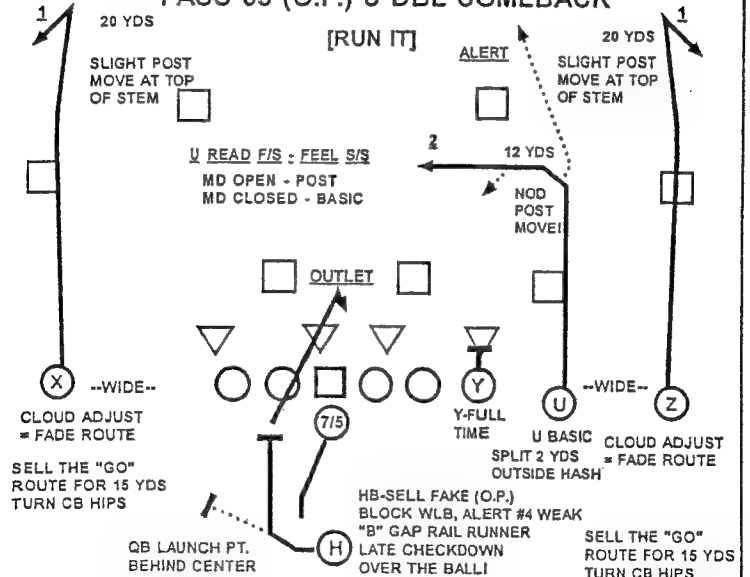 1
20 YDS
SLIGHT POST
MOVE AT TOP
OF STEM
[RUN IT]
ALERT
1
20 YDS
SLIGHT POST
MOVE AT TOP
OF STEM
U READ F/S - FEEL S/S
MD OPEN - POST
MD CLOSED - BASIC
2
12 YDS
NOD
POST
MOVE!
OUTLET
X
--WIDE--
CLOUD ADJUST
= FADE ROUTE
SELL THE "GO"
ROUTE FOR 15 YDS
TURN CB HIPS
7/5
Y
Y-FULL
TIME
U
--WIDE--
Z
U BASIC
SPLIT 2 YDS
OUTSIDE HASH
CLOUD ADJUST
= FADE ROUTE
QB LAUNCH PT.
BEHIND CENTER
H
HB-SELL FAKE (O.P.)
BLOCK WLB, ALERT #4 WEAK
"B" GAP RAIL RUNNER
LATE CHECKDOWN
OVER THE BALL!
SELL THE "GO"
ROUTE FOR 15 YDS
TURN CB HIPS